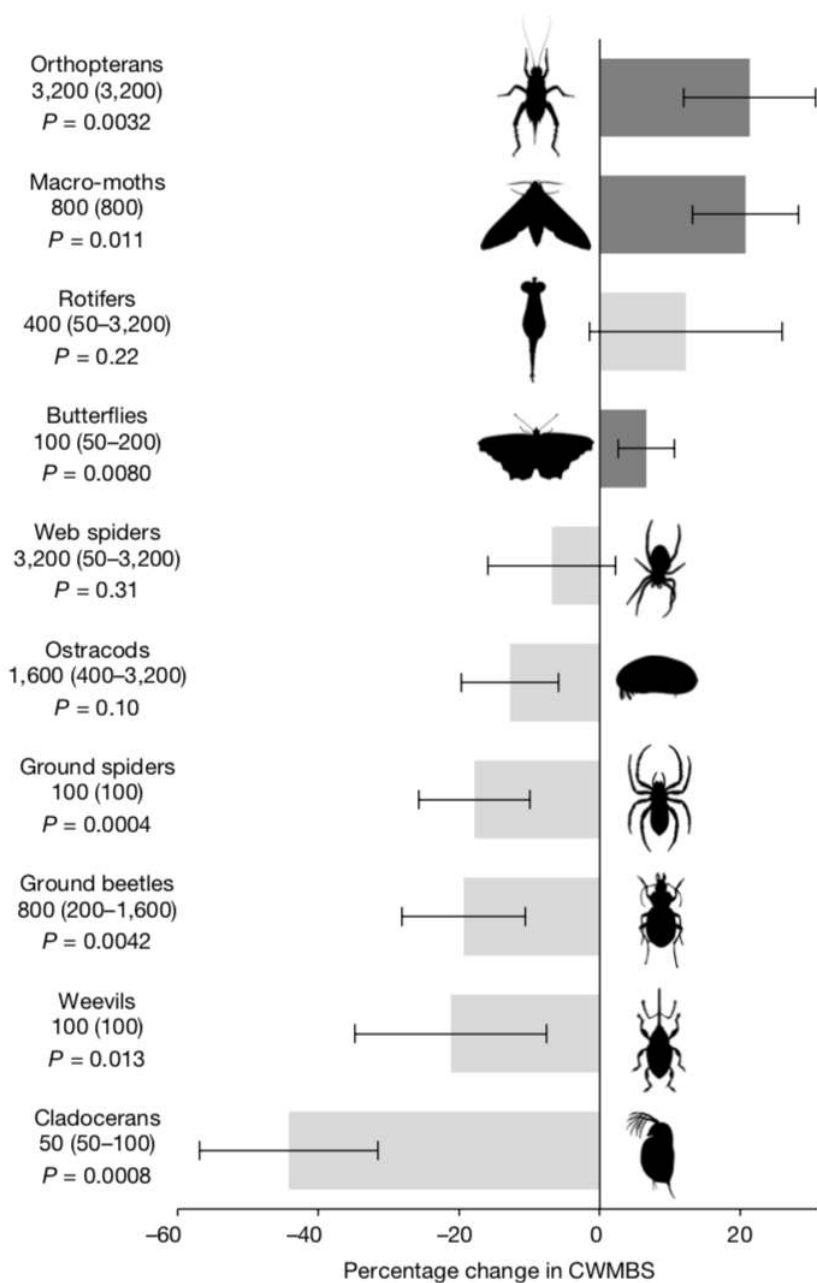 Orthopterans
3,200 (3,200)
P = 0.0032
Macro-moths
800 (800)
P = 0.011
Rotifers
400 (50–3,200)
P = 0.22
Butterflies
100 (50–200)
P = 0.0080
Web spiders
3,200 (50–3,200)
P = 0.31
Ostracods
1,600 (400–3,200)
P = 0.10
Ground spiders
100 (100)
P = 0.0004
Ground beetles
800 (200–1,600)
P = 0.0042
Weevils
100 (100)
P = 0.013
Cladocerans
50 (50–100)
P = 0.0008
–60 –40 –20 0 20
Percentage change in CWMBS